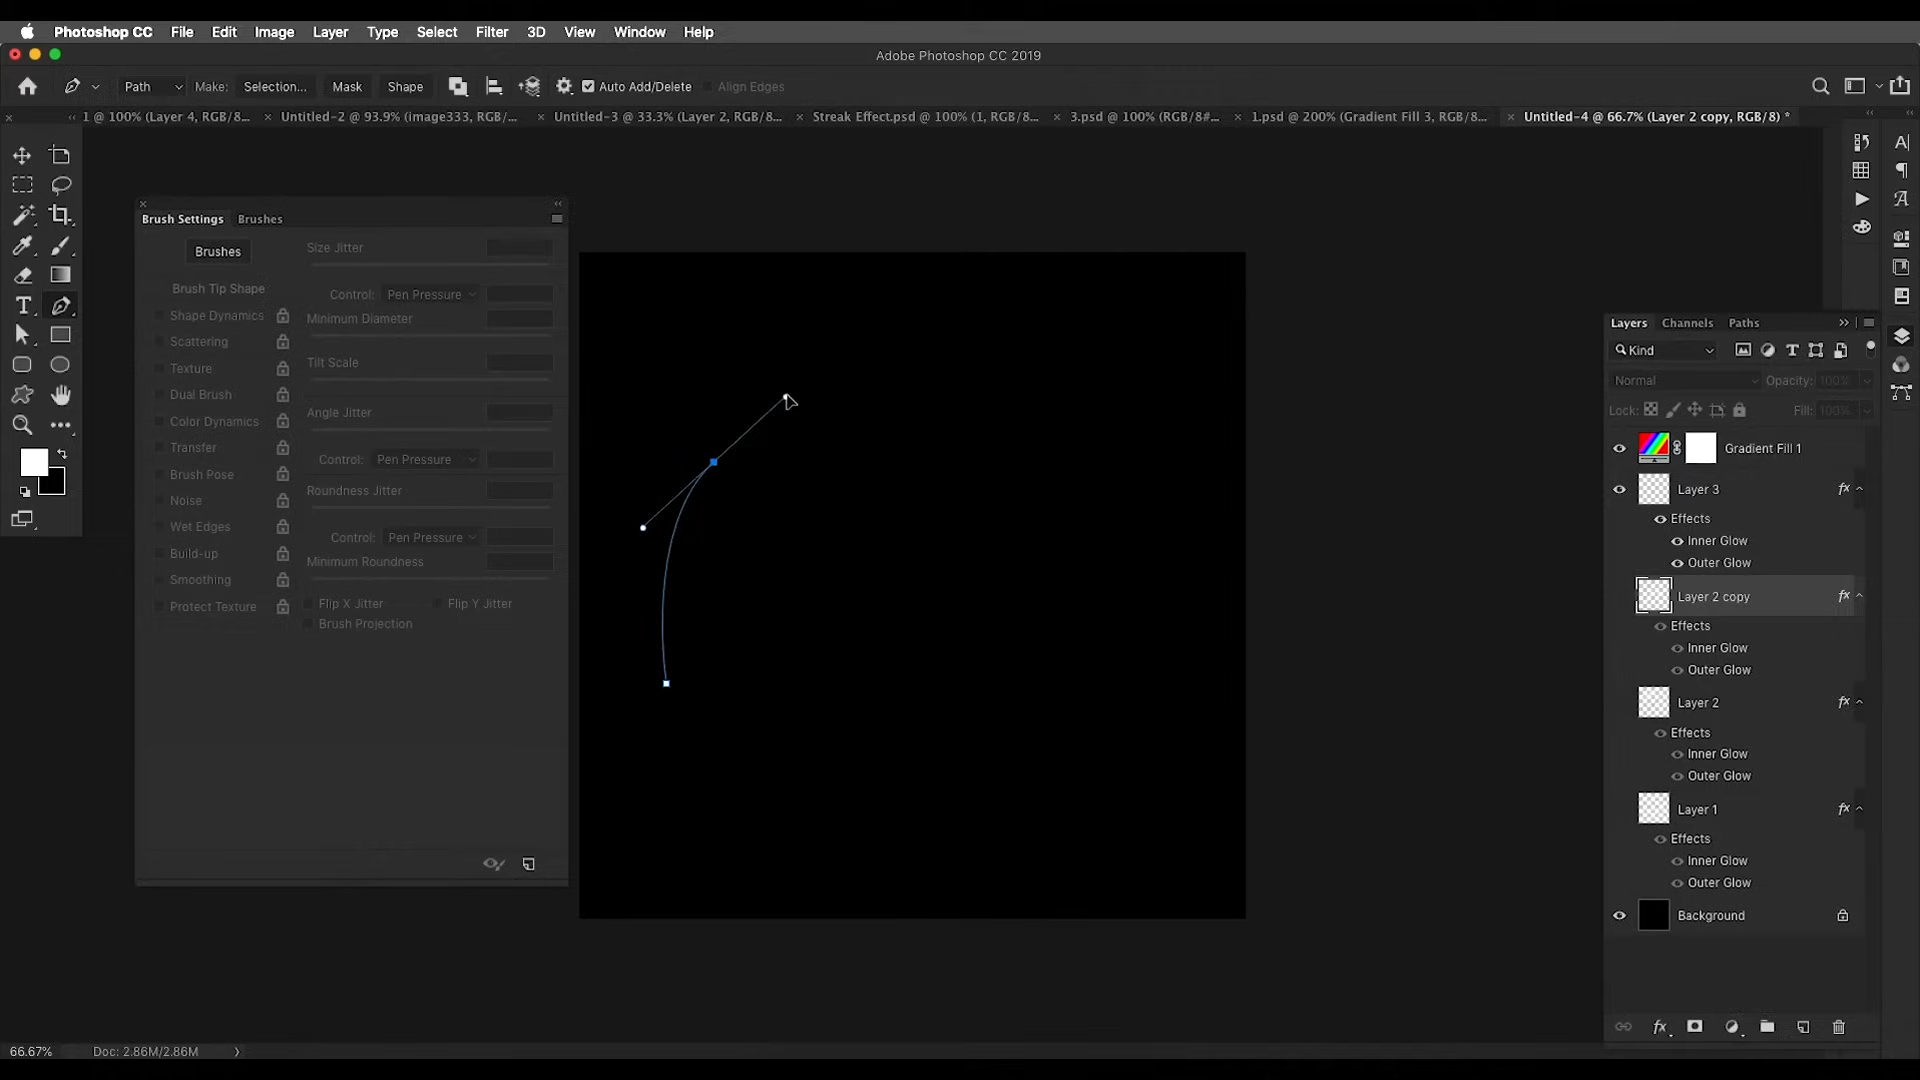 Photoshop CC File Edit Image Layer Type Select Filter 3D View Window Help
Adobe Photoshop CC 2019
Path Make: Selection... Mask Shape Auto Add/Delete Align Edges
1 @ 100% (Layer 4, RGB/8... Untitled-2 @ 93.9% (image333, RGB/... Untitled-3 @ 33.3% (Layer 2, RGB/8... Streak Effect.psd @ 100% (1, RGB/8... 3.psd @ 100% (RGB/8#... 1.psd @ 200% (Gradient Fill 3, RGB/8... Untitled-4 @ 66.7% (Layer 2 copy, RGB/8) *
Brush Settings Brushes
Brushes
Brush Tip Shape
Shape Dynamics
Scattering
Texture
Dual Brush
Color Dynamics
Transfer
Brush Pose
Noise
Wet Edges
Build-up
Smoothing
Protect Texture
Size Jitter
Control: Pen Pressure
Minimum Diameter
Tilt Scale
Angle Jitter
Control: Pen Pressure
Roundness Jitter
Control: Pen Pressure
Minimum Roundness
Flip X Jitter Flip Y Jitter
Brush Projection
Layers Channels Paths
Kind
Normal Opacity: 100%
Lock: Fill: 100%
Gradient Fill 1
Layer 3 fx
Effects
Inner Glow
Outer Glow
Layer 2 copy fx
Effects
Inner Glow
Outer Glow
Layer 2 fx
Effects
Inner Glow
Outer Glow
Layer 1 fx
Effects
Inner Glow
Outer Glow
Background
fx
66.67% Doc: 2.86M/2.86M